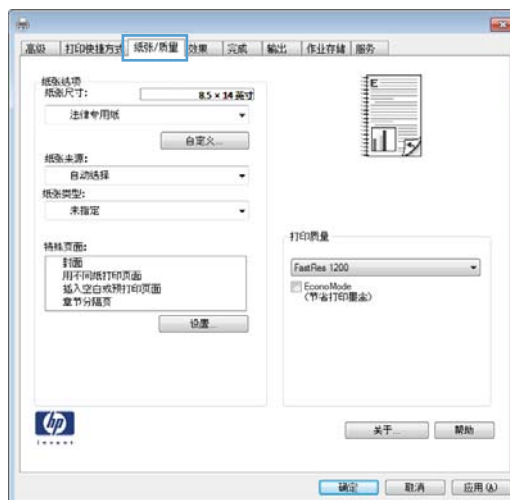 高级 打印快捷方式 纸张/质量 效果 完成 输出 作业存储 服务
纸张选项
纸张尺寸: 8.5 × 14 英寸
法律专用纸
自定义...
纸张来源:
自动选择
纸张类型:
未指定
特殊页面:
封面
用不同纸打印页面
插入空白或预打印页面
章节分隔页
设置...
E
打印质量
FastRes 1200
EconoMode
(节省打印墨盒)
hp
invent
关于... 帮助
确定 取消 应用(A)